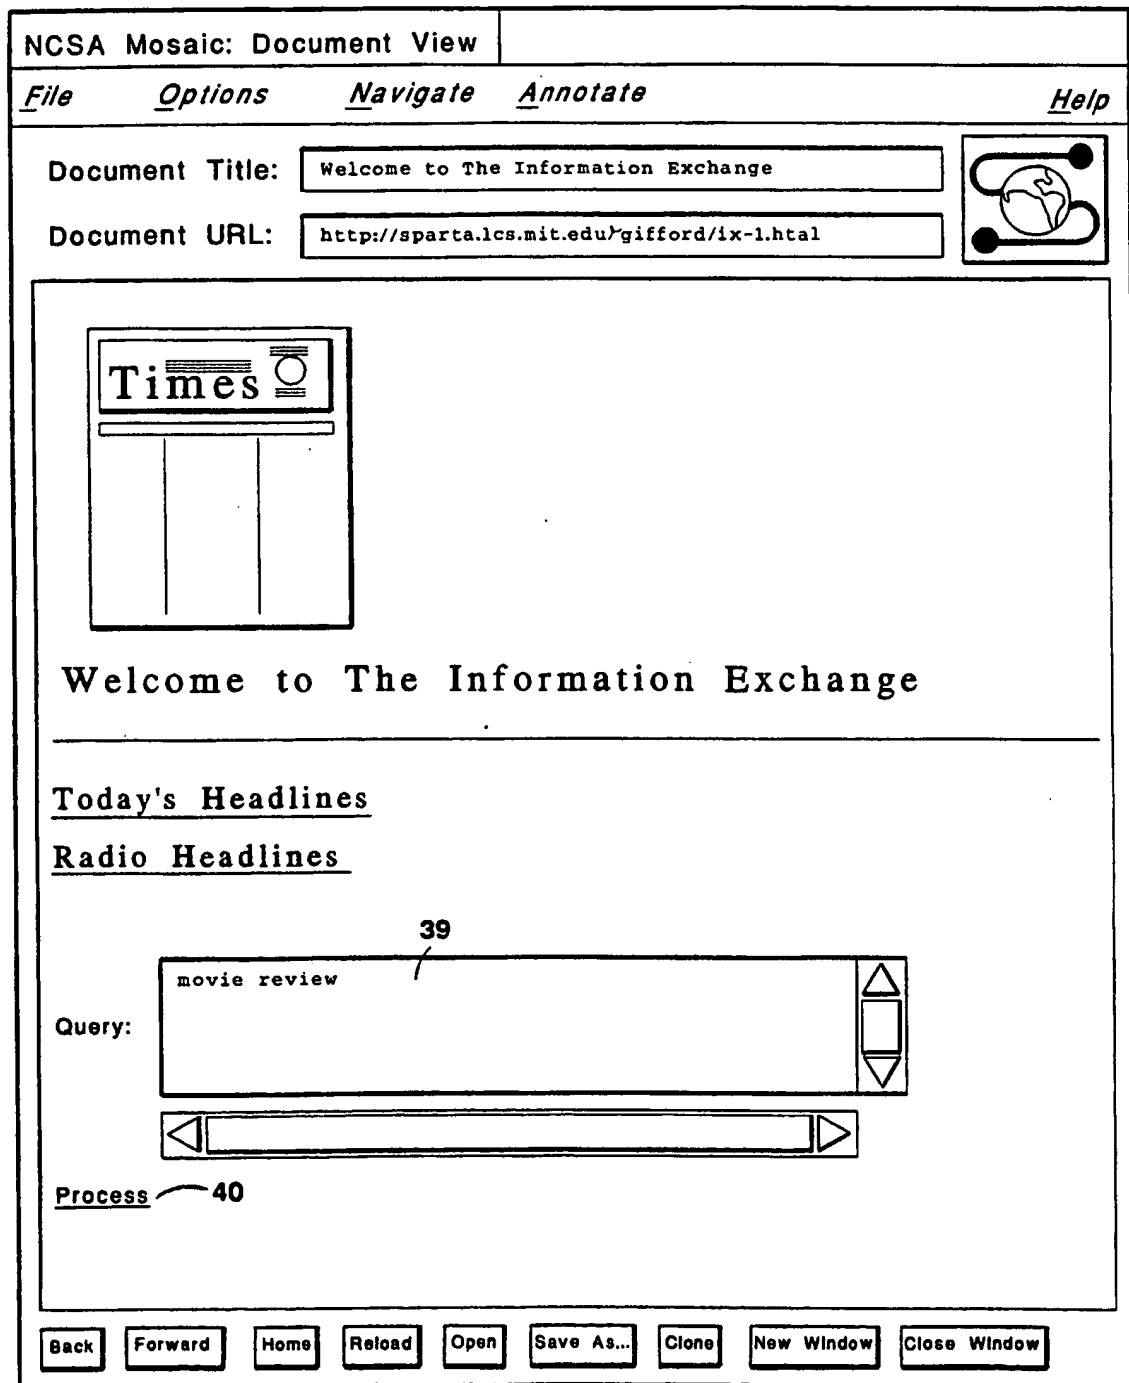 NCSA Mosaic: Document View
File Options Navigate Annotate Help
Document Title: Welcome to The Information Exchange
Document URL: http://sparta.lcs.mit.edu/~gifford/ix-1.htal
Times
Welcome to The Information Exchange
Today's Headlines
Radio Headlines
39
movie review
Query:
Process 40
Back Forward Home Reload Open Save As... Clone New Window Close Window